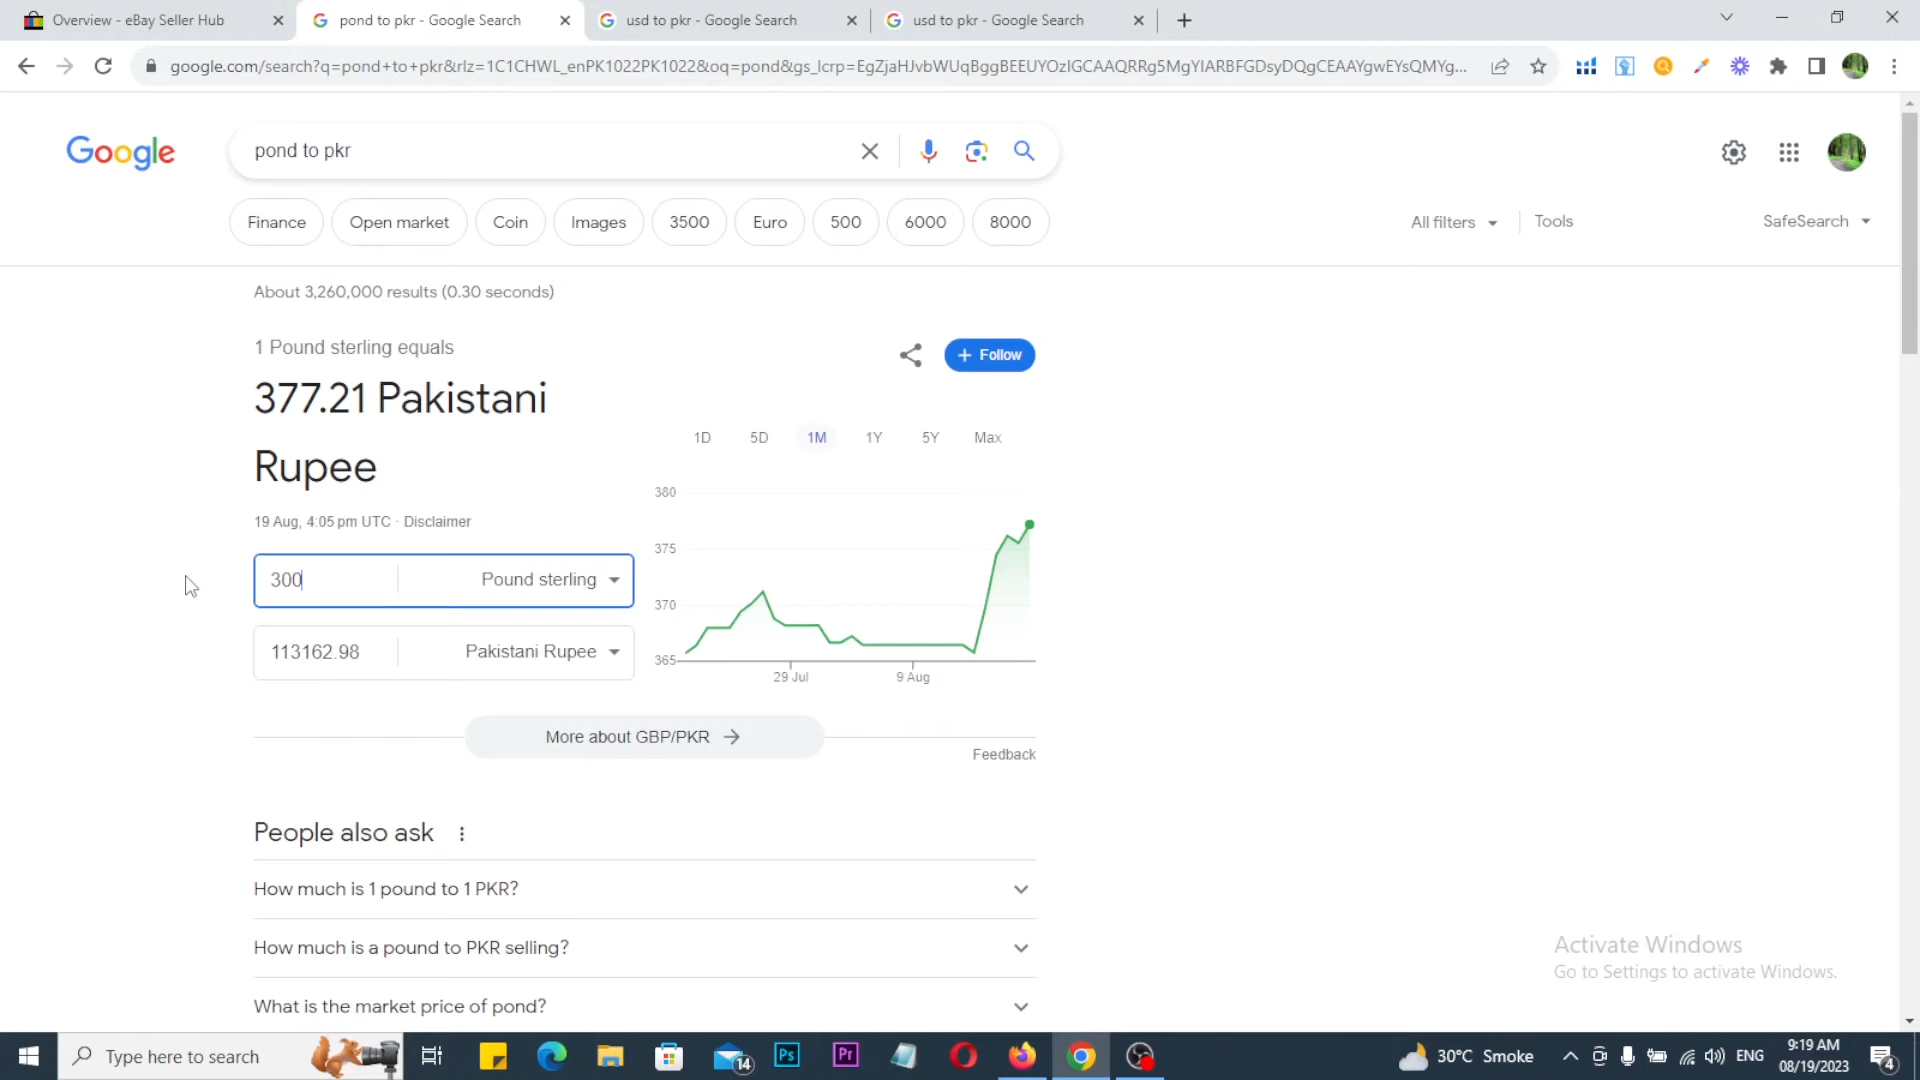 Overview - eBay Seller Hub
pond to pkr - Google Search
usd to pkr - Google Search
usd to pkr - Google Search
google.com/search?q=pond+to+pkr&rlz=1C1CHWL_enPK1022PK1022&oq=pond&gs_lcrp=EgZjaHJvbWUqBggBEEUYOzIGCAAQRRg5MgYIARBFGDsyDQgCEAAYgwEYsQMYg...
Google
pond to pkr
Finance
Open market
Coin
Images
3500
Euro
500
6000
8000
All filters
Tools
SafeSearch
About 3,260,000 results (0.30 seconds)
1 Pound sterling equals
377.21 Pakistani
Rupee
19 Aug, 4:05 pm UTC · Disclaimer
Follow
1D 5D 1M 1Y 5Y Max
380
375
370
365
29 Jul
9 Aug
300
Pound sterling
113162.98
Pakistani Rupee
More about GBP/PKR
Feedback
People also ask
How much is 1 pound to 1 PKR?
How much is a pound to PKR selling?
What is the market price of pond?
Activate Windows
Go to Settings to activate Windows.
Type here to search
14
Ps
Pr
30°C Smoke
ENG
9:19 AM
08/19/2023
4